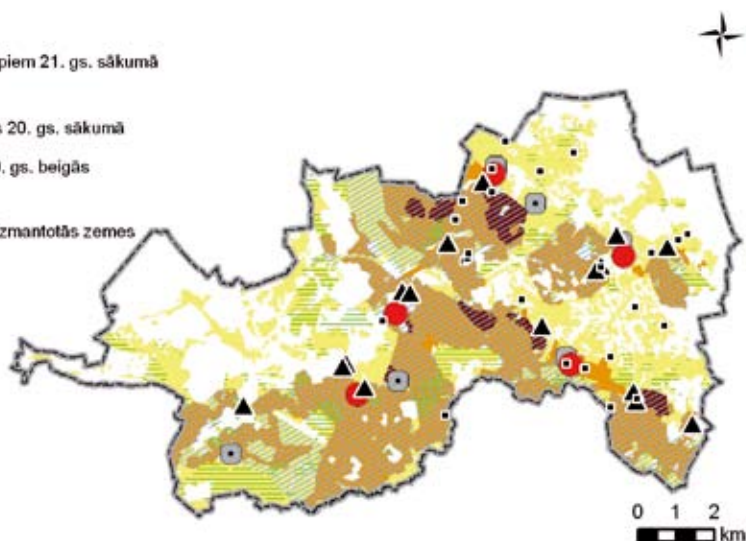 piem 21. gs. sākumā
s 20. gs. sākumā
. gs. beigās
zmantotās zemes
0 1 2
km